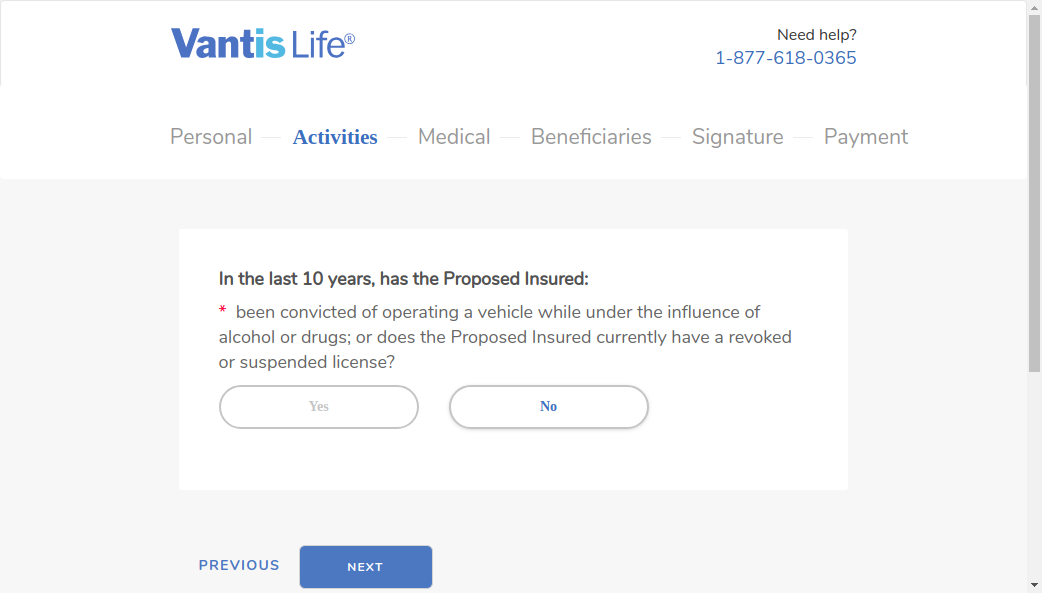 Vantis Life®
Need help?
1-877-618-0365
Personal Activities Medical Beneficiaries Signature Payment
In the last 10 years, has the Proposed Insured:
* been convicted of operating a vehicle while under the influence of
alcohol or drugs; or does the Proposed Insured currently have a revoked
or suspended license?
Yes No
PREVIOUS NEXT